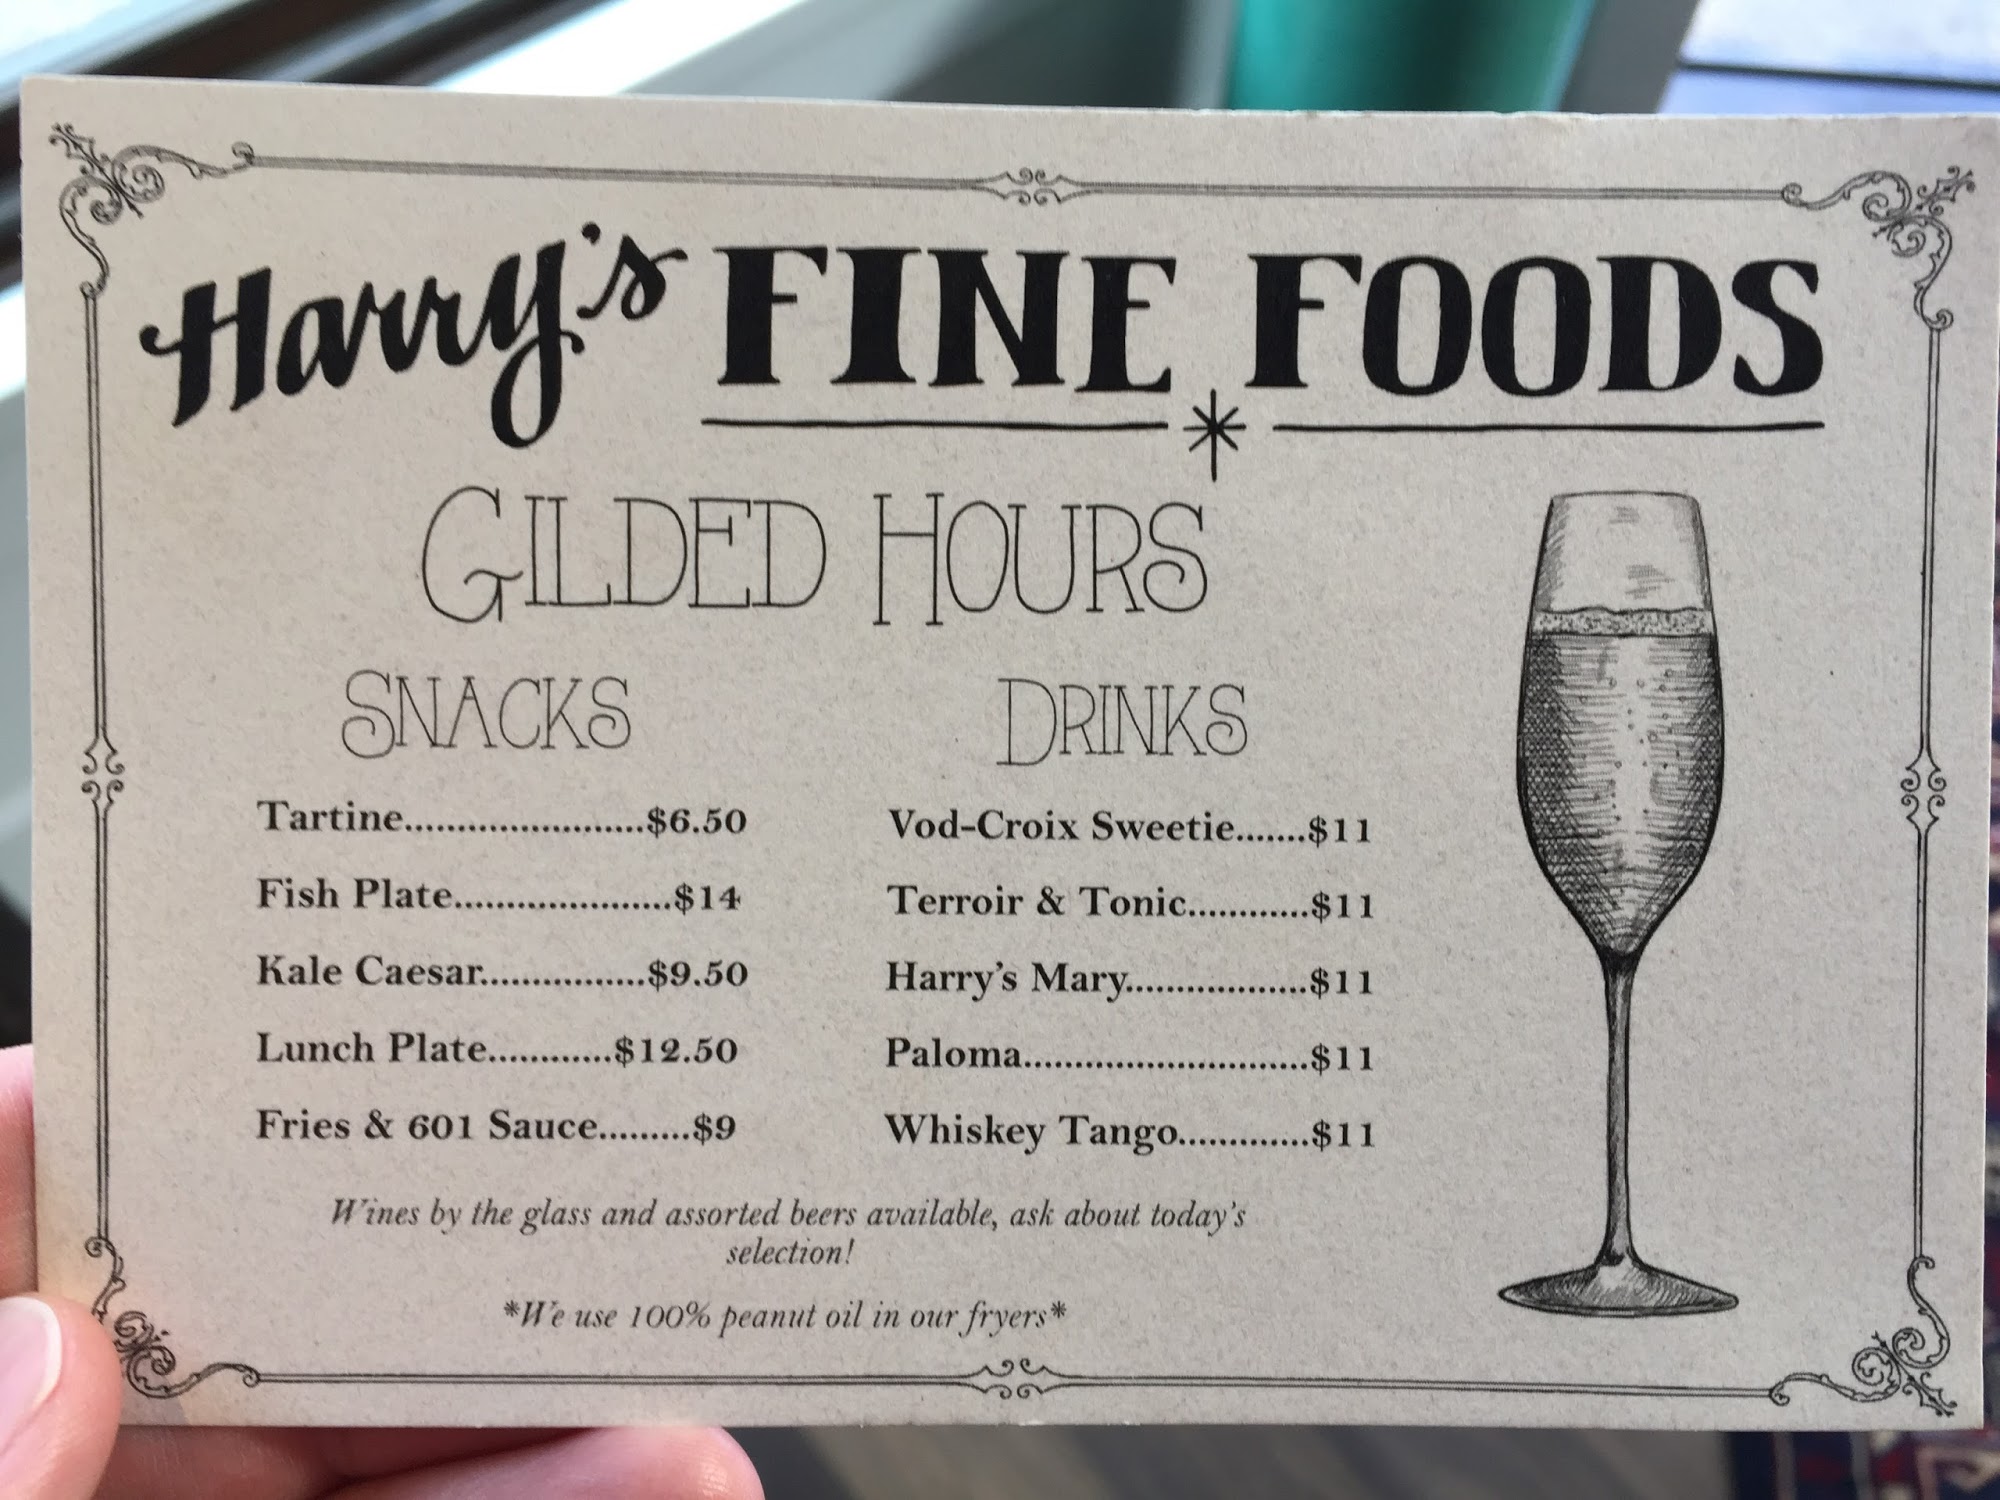 Harry's FINE FOODS
GILDED HOURS
SNACKS
Tartine.......................$6.50
Fish Plate.....................$14
Kale Caesar................$9.50
Lunch Plate............$12.50
Fries & 601 Sauce.........$9
DRINKS
Vod-Croix Sweetie.......$11
Terroir & Tonic............$11
Harry's Mary..................$11
Paloma............................$11
Whiskey Tango.............$11
Wines by the glass and assorted beers available, ask about today's
selection!
*We use 100% peanut oil in our fryers*